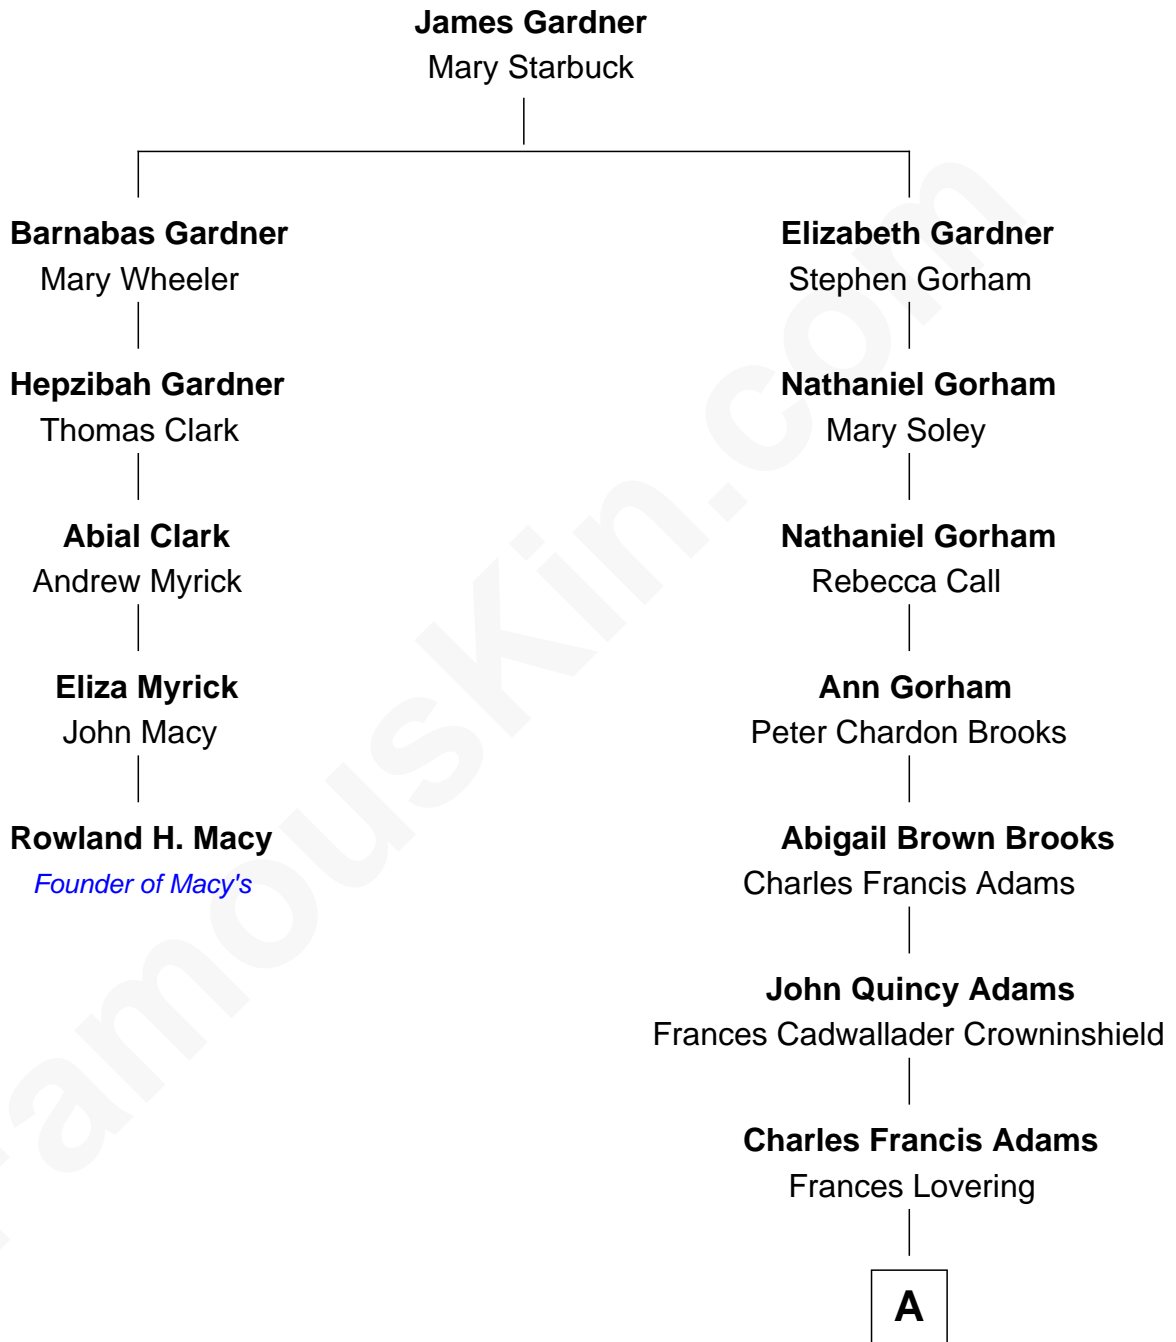 James Gardner
Mary Starbuck
Barnabas Gardner
Mary Wheeler
Hepzibah Gardner
Thomas Clark
Abial Clark
Andrew Myrick
Eliza Myrick
John Macy
Rowland H. Macy
Founder of Macy's
Elizabeth Gardner
Stephen Gorham
Nathaniel Gorham
Mary Soley
Nathaniel Gorham
Rebecca Call
Ann Gorham
Peter Chardon Brooks
Abigail Brown Brooks
Charles Francis Adams
John Quincy Adams
Frances Cadwallader Crowninshield
Charles Francis Adams
Frances Lovering
A
FamousKin.com